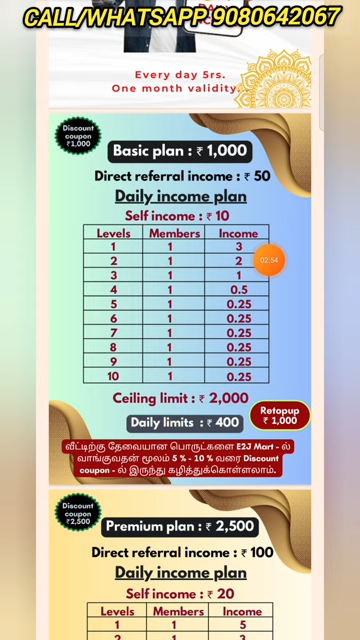 CALL/WHATSAPP 9080642067
Every day 5rs.
One month validity.
Discount
coupon
₹1,000
Basic plan : ₹ 1,000
Direct referral income : ₹ 50
Daily income plan
Self income : ₹ 10
Levels Members Income
1 1 3
2 1 2
3 1 1
4 1 0.5
5 1 0.25
6 1 0.25
7 1 0.25
8 1 0.25
9 1 0.25
10 1 0.25
02:54
Ceiling limit : ₹ 2,000
Daily limits : ₹ 400
Retopup
₹ 1,000
வீட்டிற்கு தேவையான பொருட்களை E2J Mart - ல்
வாங்குவதன் மூலம் 5 % - 10 % வரை Discount
coupon - ல் இருந்து கழித்துக்கொள்ளலாம்.
Discount
coupon
₹2,500
Premium plan : ₹ 2,500
Direct referral income : ₹ 100
Daily income plan
Self income : ₹ 20
Levels Members Income
1 1 5